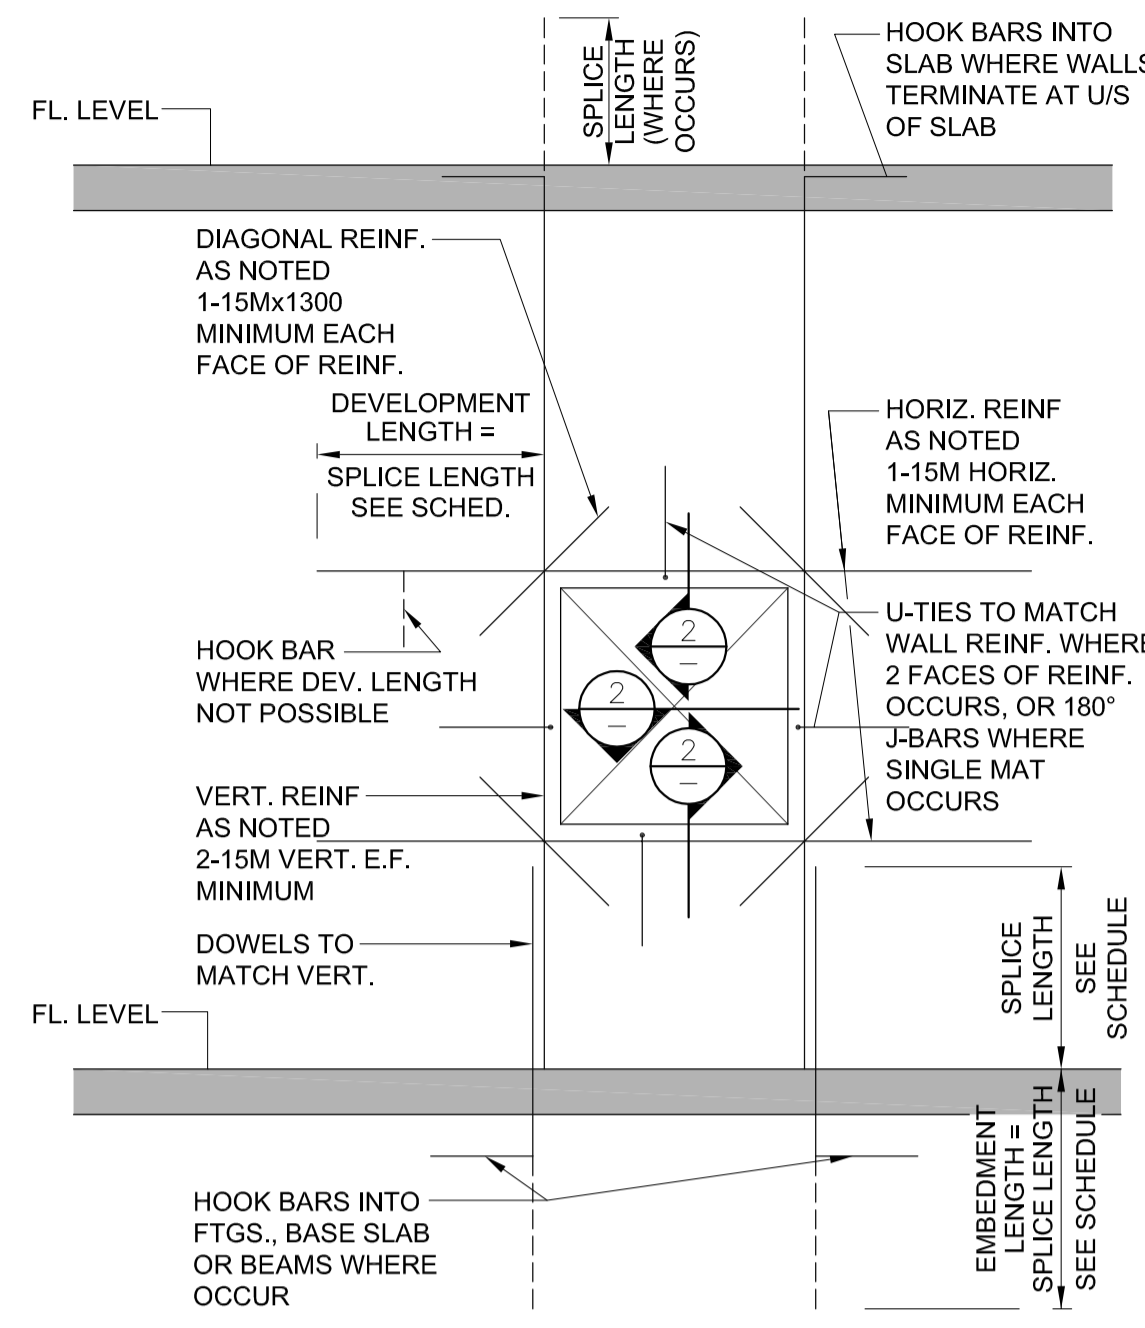 SPLICE
LENGTH
(WHERE
OCCURS)
HOOK BARS INTO
SLAB WHERE WALLS
TERMINATE AT U/S
OF SLAB
FL. LEVEL
DIAGONAL REINF.
AS NOTED
1-15Mx1300
MINIMUM EACH
FACE OF REINF.
DEVELOPMENT
LENGTH =
SPLICE LENGTH
SEE SCHED.
HORIZ. REINF
AS NOTED
1-15M HORIZ.
MINIMUM EACH
FACE OF REINF.
HOOK BAR
WHERE DEV. LENGTH
NOT POSSIBLE
2
–
2
–
2
–
U-TIES TO MATCH
WALL REINF. WHERE
2 FACES OF REINF.
OCCURS, OR 180°
J-BARS WHERE
SINGLE MAT
OCCURS
VERT. REINF
AS NOTED
2-15M VERT. E.F.
MINIMUM
DOWELS TO
MATCH VERT.
SPLICE
LENGTH
SEE
SCHEDULE
FL. LEVEL
HOOK BARS INTO
FTGS., BASE SLAB
OR BEAMS WHERE
OCCUR
EMBEDMENT
LENGTH =
SPLICE LENGTH
SEE SCHEDULE